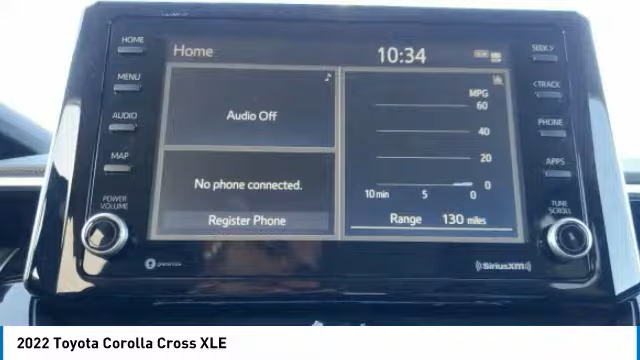 HOME
MENU
AUDIO
MAP
POWER
VOLUME
Home
10:34
Audio Off
No phone connected.
Register Phone
MPG
60
40
20
0
10 min 5 0
Range 130 miles
SEEK >
< TRACK
PHONE
APPS
TUNE
SCROLL
SiriusXM
2022 Toyota Corolla Cross XLE